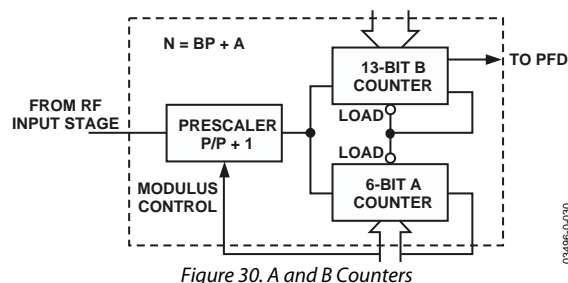 N = BP + A
13-BIT B
COUNTER
TO PFD
LOAD
FROM RF
INPUT STAGE
PRESCALER
P/P + 1
LOAD
MODULUS
CONTROL
6-BIT A
COUNTER
03496-0-030
Figure 30. A and B Counters